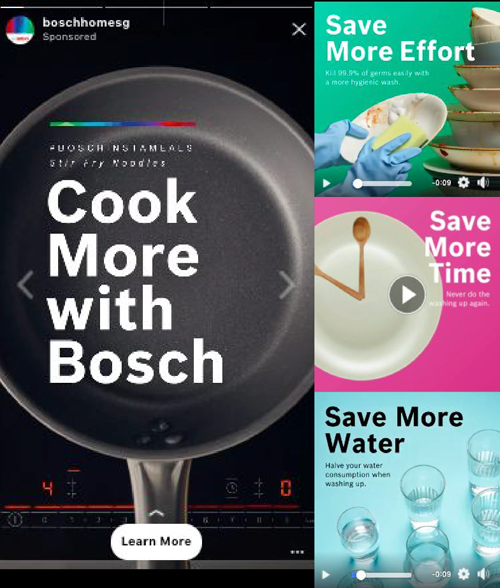 boschhomesg
Sponsored
#BOSCHINSTAMEALS
Stir Fry Noodles
Cook
More
with
Bosch
4
0
Learn More
Save
More Effort
Kill 99.9% of germs easily with
a more hygienic wash.
-0:09
Save
More
Time
Never do the
washing up again.
Save More
Water
Halve your water
consumption when
washing up.
-0:09